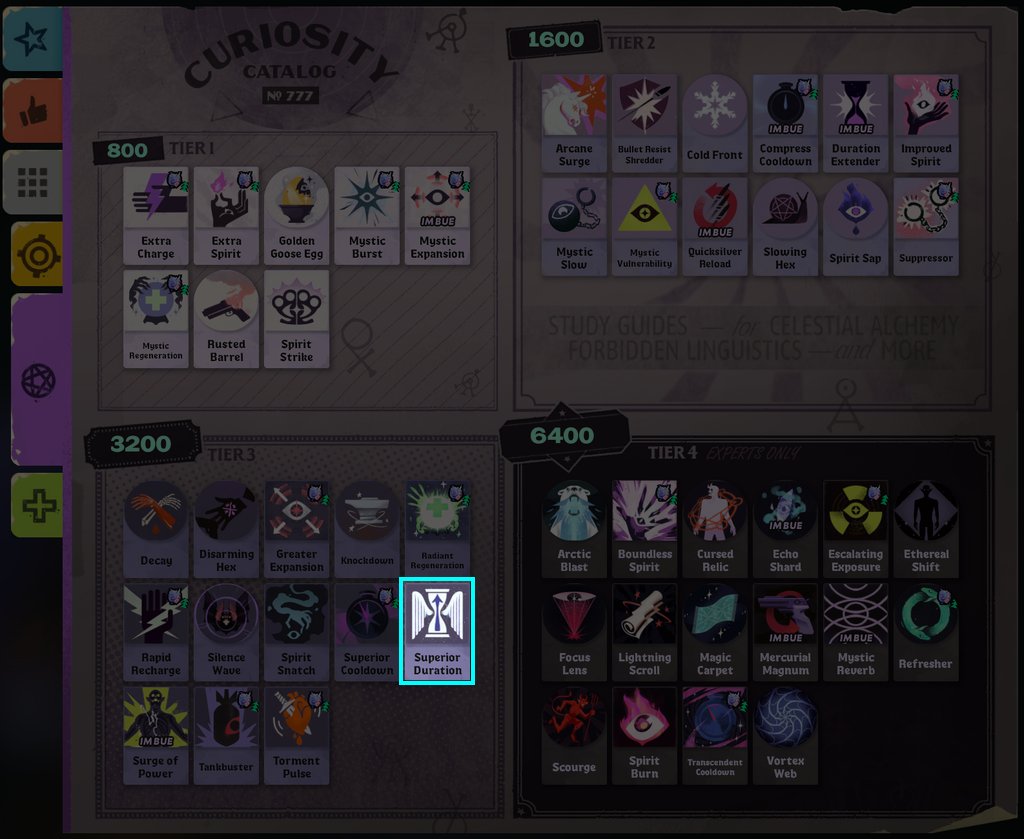 CURIOSITY
CATALOG
Nº 777
800 TIER 1
Extra
Charge
Extra
Spirit
Golden
Goose Egg
Mystic
Burst
IMBUE
Mystic
Expansion
Mystic
Regeneration
Rusted
Barrel
Spirit
Strike
1600 TIER 2
Arcane
Surge
Bullet Resist
Shredder
Cold Front
IMBUE
Compress
Cooldown
IMBUE
Duration
Extender
Improved
Spirit
Mystic
Slow
Mystic
Vulnerability
IMBUE
Quicksilver
Reload
Slowing
Hex
Spirit Sap
Suppressor
STUDY GUIDES — for CELESTIAL ALCHEMY
FORBIDDEN LINGUISTICS — and MORE
3200 TIER 3
Decay
Disarming
Hex
Greater
Expansion
Knockdown
Radiant
Regeneration
Rapid
Recharge
Silence
Wave
Spirit
Snatch
Superior
Cooldown
Superior
Duration
IMBUE
Surge of
Power
Tankbuster
Torment
Pulse
6400 TIER 4 EXPERTS ONLY
Arctic
Blast
Boundless
Spirit
Cursed
Relic
IMBUE
Echo
Shard
Escalating
Exposure
Ethereal
Shift
Focus
Lens
Lightning
Scroll
Magic
Carpet
IMBUE
Mercurial
Magnum
IMBUE
Mystic
Reverb
Refresher
Scourge
Spirit
Burn
Transcendent
Cooldown
Vortex
Web